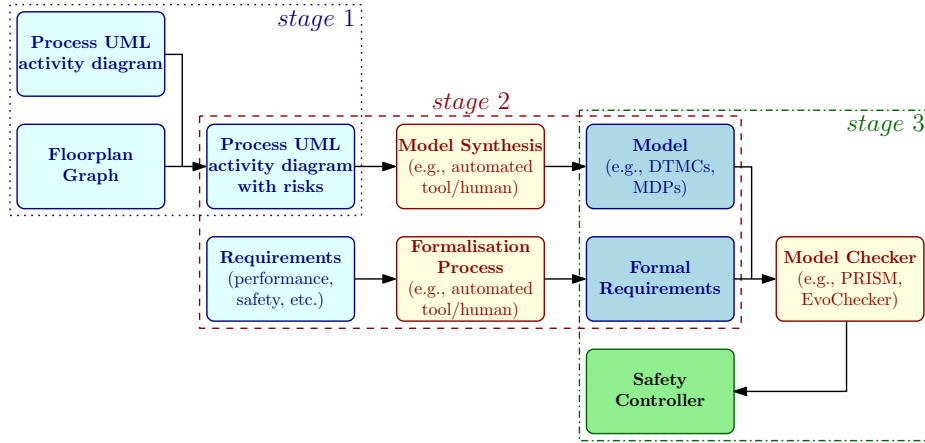 stage 1
Process UML
activity diagram
Floorplan
Graph
stage 2
Process UML
activity diagram
with risks
Model Synthesis
(e.g., automated
tool/human)
Requirements
(performance,
safety, etc.)
Formalisation
Process
(e.g., automated
tool/human)
stage 3
Model
(e.g., DTMCs,
MDPs)
Formal
Requirements
Model Checker
(e.g., PRISM,
EvoChecker)
Safety
Controller